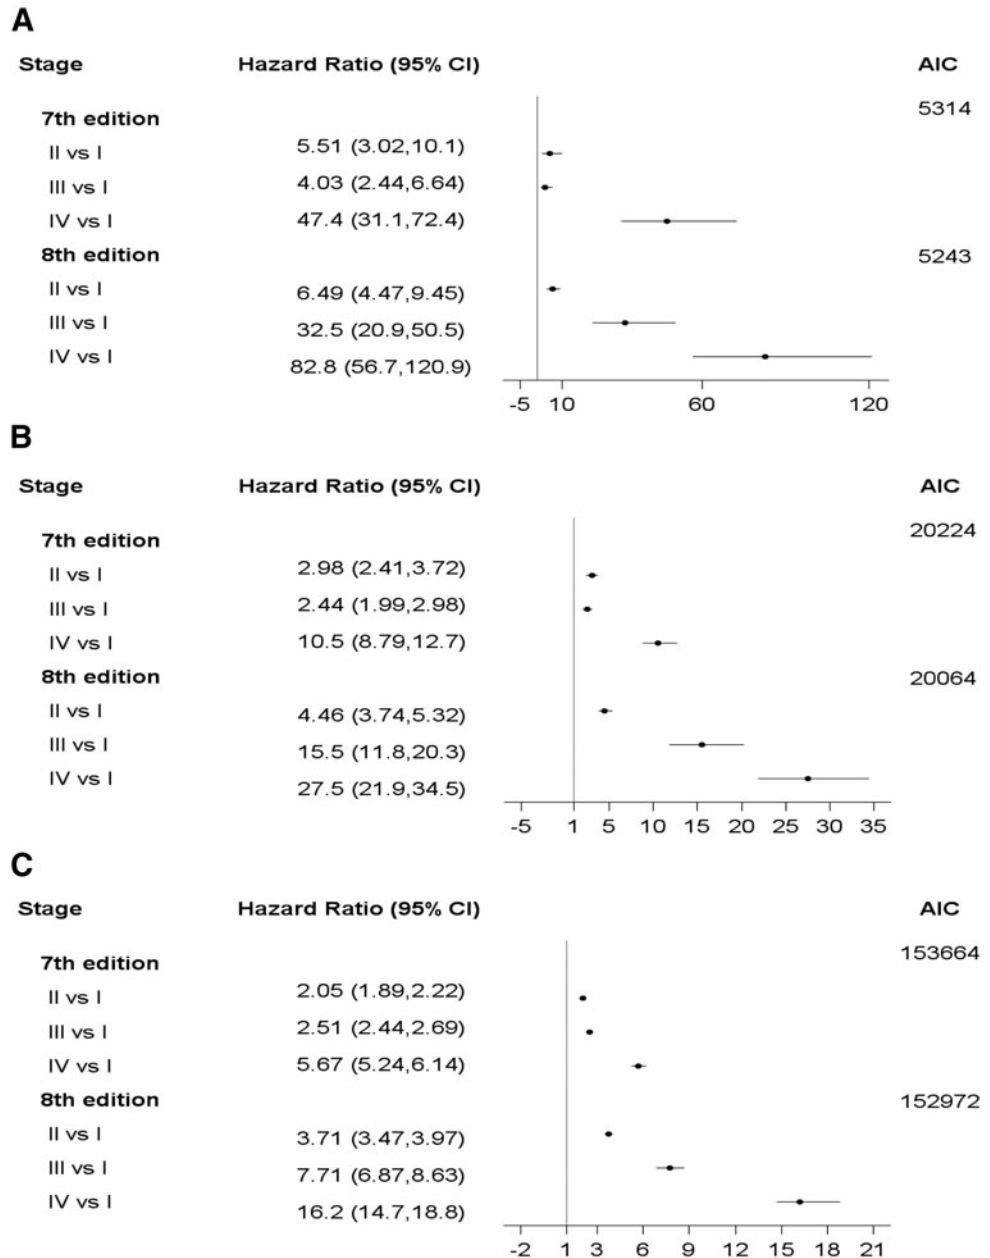 A
Stage Hazard Ratio (95% CI) AIC
7th edition 5314
II vs I 5.51 (3.02,10.1)
III vs I 4.03 (2.44,6.64)
IV vs I 47.4 (31.1,72.4)
8th edition 5243
II vs I 6.49 (4.47,9.45)
III vs I 32.5 (20.9,50.5)
IV vs I 82.8 (56.7,120.9)
-5 10 60 120
B
Stage Hazard Ratio (95% CI) AIC
7th edition 20224
II vs I 2.98 (2.41,3.72)
III vs I 2.44 (1.99,2.98)
IV vs I 10.5 (8.79,12.7)
8th edition 20064
II vs I 4.46 (3.74,5.32)
III vs I 15.5 (11.8,20.3)
IV vs I 27.5 (21.9,34.5)
-5 1 5 10 15 20 25 30 35
C
Stage Hazard Ratio (95% CI) AIC
7th edition 153664
II vs I 2.05 (1.89,2.22)
III vs I 2.51 (2.44,2.69)
IV vs I 5.67 (5.24,6.14)
8th edition 152972
II vs I 3.71 (3.47,3.97)
III vs I 7.71 (6.87,8.63)
IV vs I 16.2 (14.7,18.8)
-2 1 3 6 9 12 15 18 21